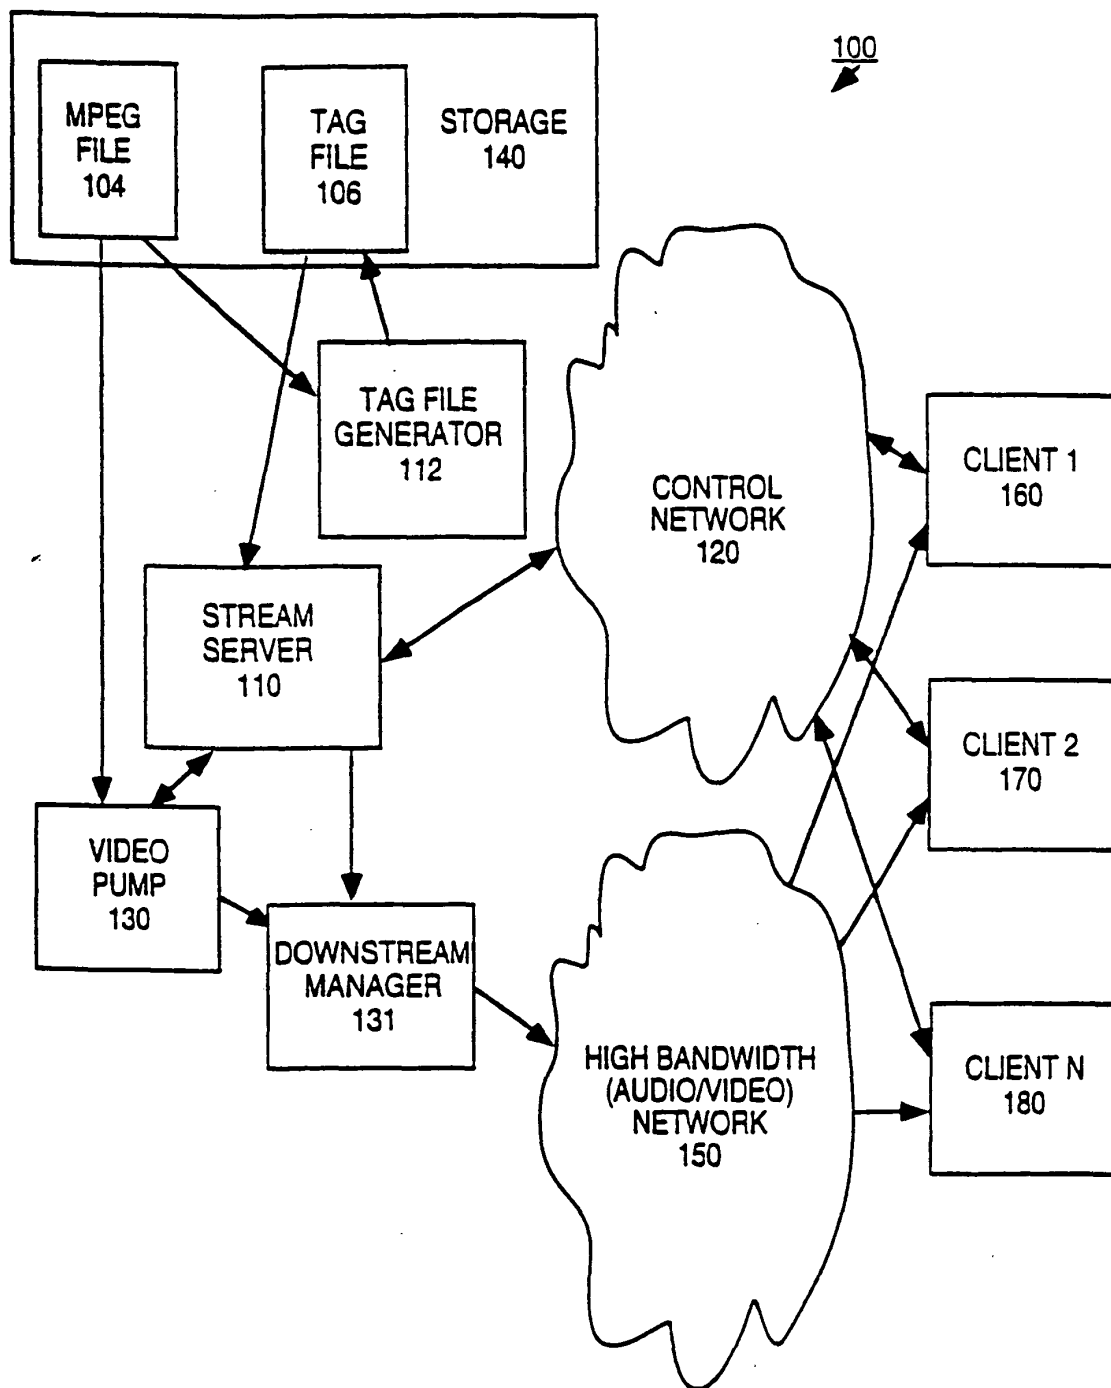 100
MPEG
FILE
104
TAG
FILE
106
STORAGE
140
TAG FILE
GENERATOR
112
CONTROL
NETWORK
120
CLIENT 1
160
STREAM
SERVER
110
CLIENT 2
170
VIDEO
PUMP
130
DOWNSTREAM
MANAGER
131
HIGH BANDWIDTH
(AUDIO/VIDEO)
NETWORK
150
CLIENT N
180